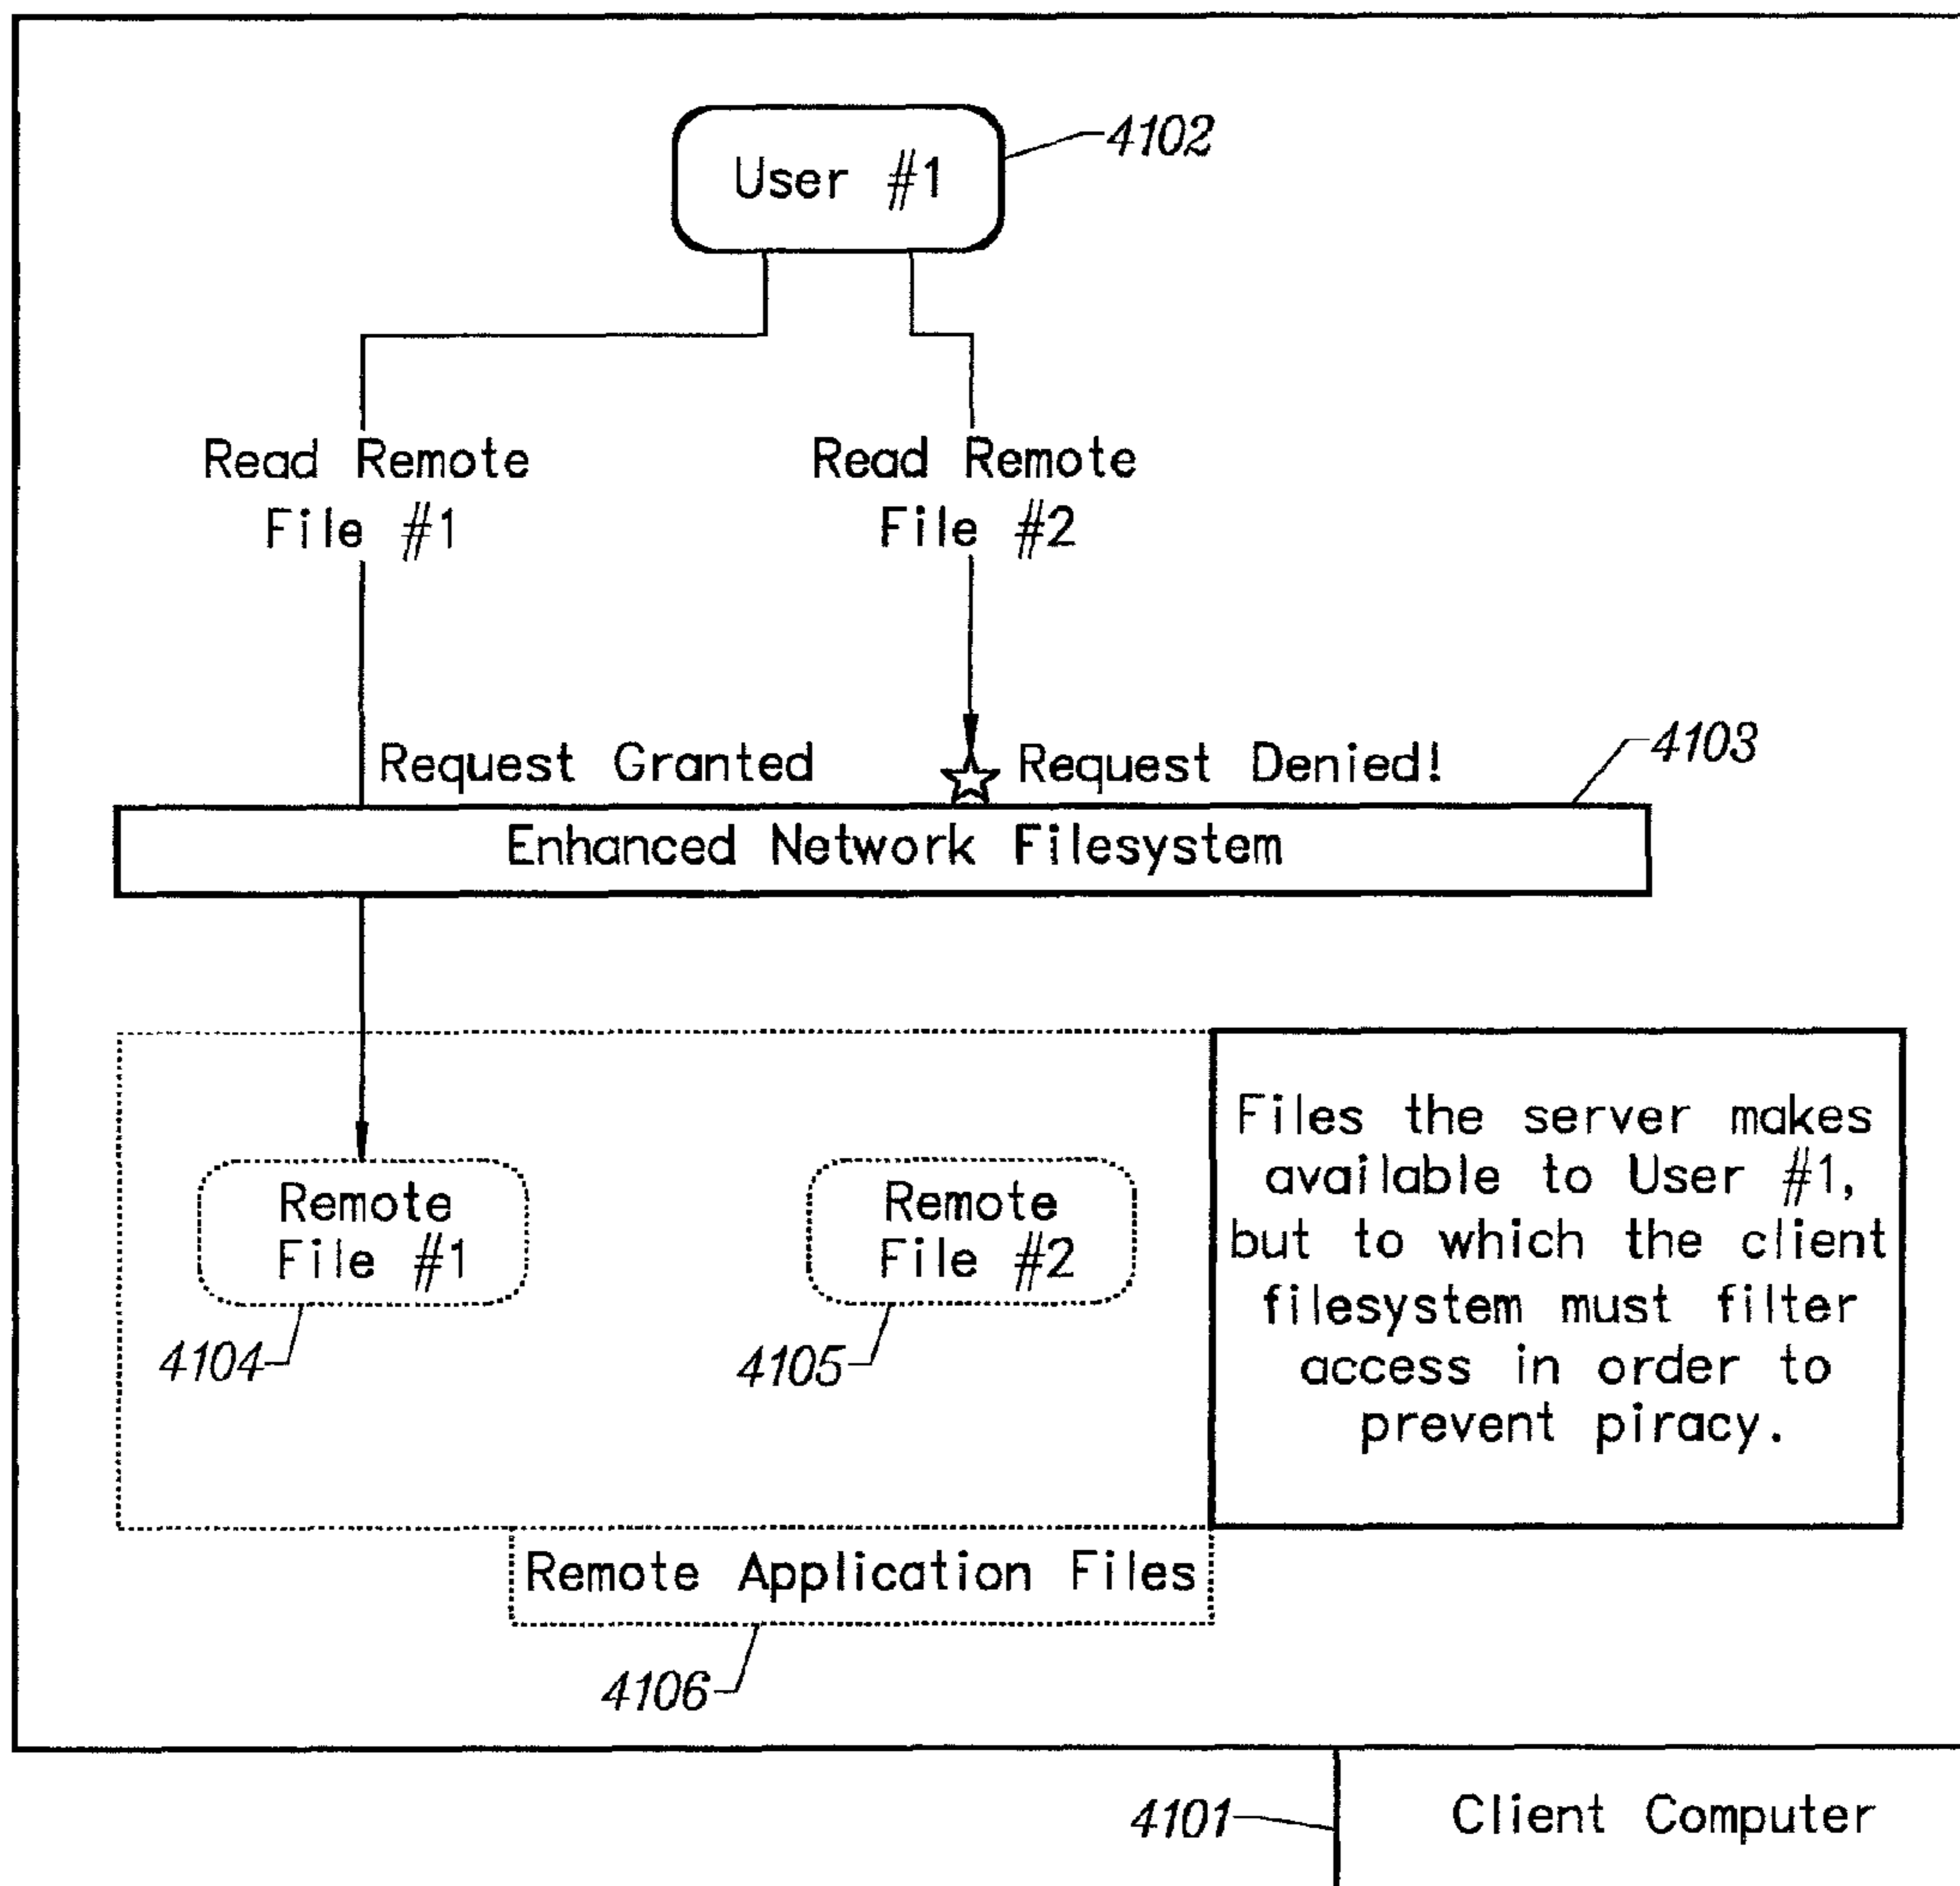 4102
User #1
Read Remote
File #1
Read Remote
File #2
Request Granted
Request Denied!
4103
Enhanced Network Filesystem
Remote
File #1
4104
Remote
File #2
4105
Files the server makes
available to User #1,
but to which the client
filesystem must filter
access in order to
prevent piracy.
Remote Application Files
4106
4101
Client Computer